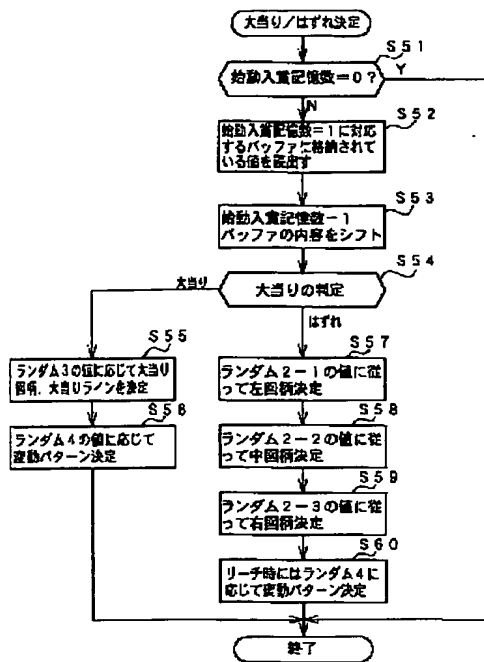 大当り／はずれ決定
S51
始動入賞記憶数＝0？
Y
N
S52
始動入賞記憶数＝1に対応
するバッファに格納されて
いる値を読出す
S53
始動入賞記憶数－1
バッファの内容をシフト
S54
大当りの判定
大当り
はずれ
S55
ランダム3の値に応じて大当り
図柄，大当りラインを決定
S56
ランダム4の値に応じて
変動パターン決定
S57
ランダム2－1の値に従
って左図柄決定
S58
ランダム2－2の値に従
って中図柄決定
S59
ランダム2－3の値に従
って右図柄決定
S60
リーチ時にはランダム4に
応じて変動パターン決定
終了